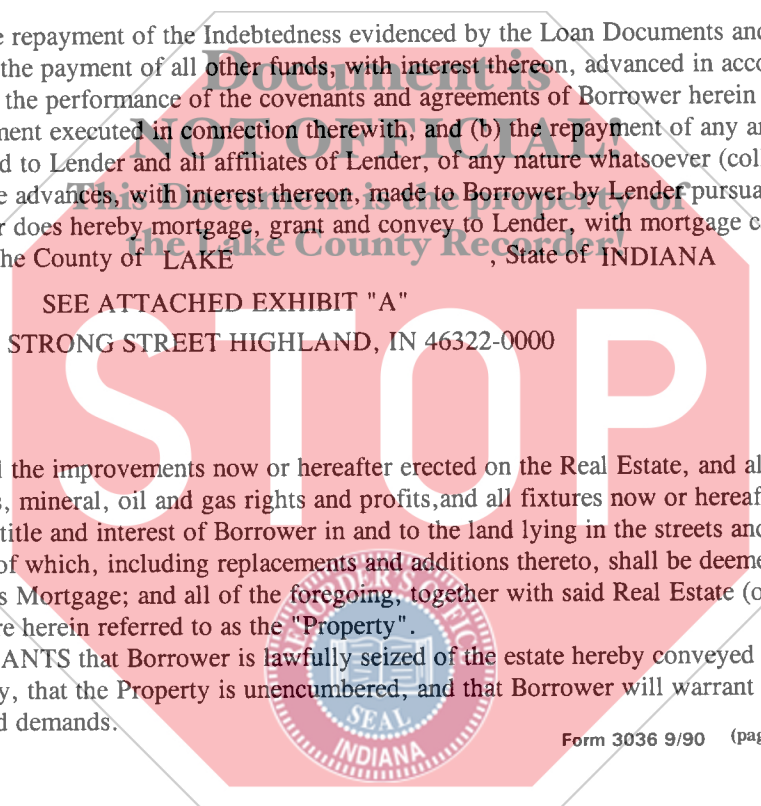 e repayment of the Indebtedness evidenced by the Loan Documents and
the payment of all other funds, with interest thereon, advanced in acco
the performance of the covenants and agreements of Borrower herein
ment executed in connection therewith, and (b) the repayment of any a
d to Lender and all affiliates of Lender, of any nature whatsoever (coll
e advances, with interest thereon, made to Borrower by Lender pursua
r does hereby mortgage, grant and convey to Lender, with mortgage c
he County of LAKE , State of INDIANA
SEE ATTACHED EXHIBIT "A"
STRONG STREET HIGHLAND, IN 46322-0000
l the improvements now or hereafter erected on the Real Estate, and al
s, mineral, oil and gas rights and profits,and all fixtures now or hereaf
title and interest of Borrower in and to the land lying in the streets and
of which, including replacements and additions thereto, shall be deeme
s Mortgage; and all of the foregoing, together with said Real Estate (o
re herein referred to as the "Property".
ANTS that Borrower is lawfully seized of the estate hereby conveyed
y, that the Property is unencumbered, and that Borrower will warrant
d demands.
Form 3036 9/90 (pag
Document is
NOT OFFICIAL!
This Document is the property of
the Lake County Recorder!
STOP
RECORDER'S OFFICE
SEAL
INDIANA